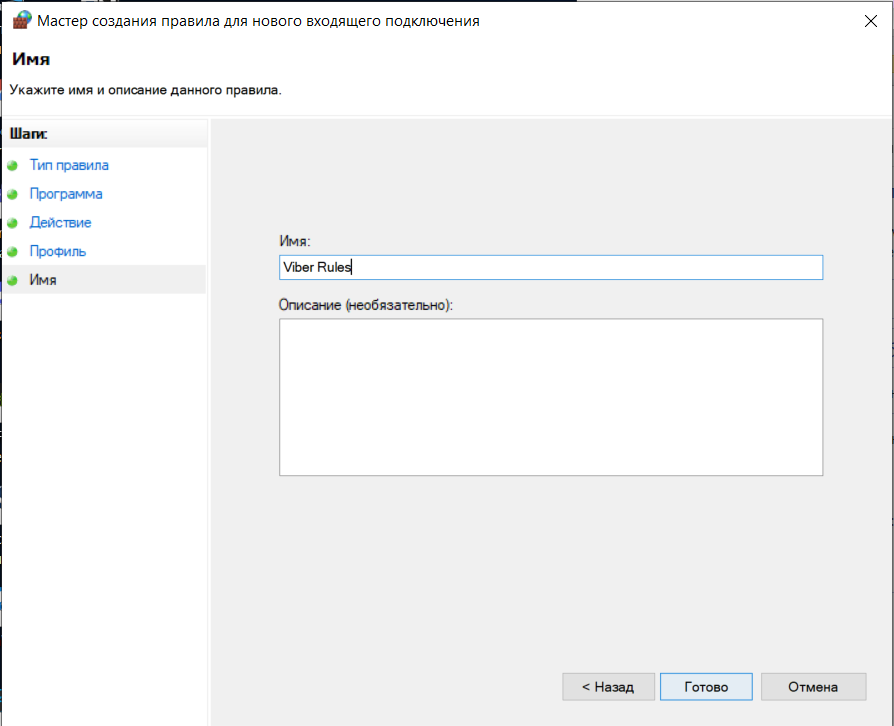 Мастер создания правила для нового входящего подключения
Имя
Укажите имя и описание данного правила.
Шаги:
Тип правила
Программа
Действие
Профиль
Имя
Имя:
Viber Rules
Описание (необязательно):
< Назад
Готово
Отмена